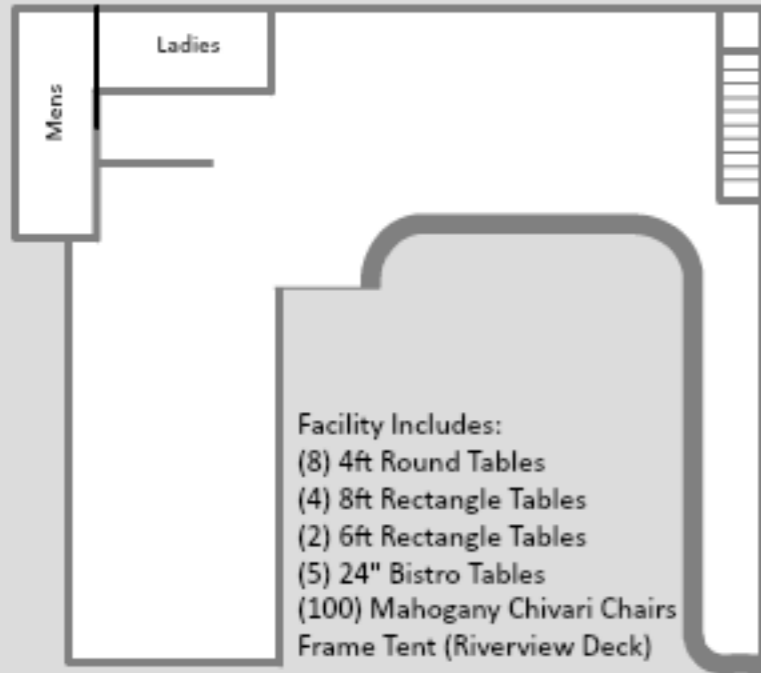 Ladies
Mens
Facility Includes:
(8) 4ft Round Tables
(4) 8ft Rectangle Tables
(2) 6ft Rectangle Tables
(5) 24" Bistro Tables
(100) Mahogany Chivari Chairs
Frame Tent (Riverview Deck)